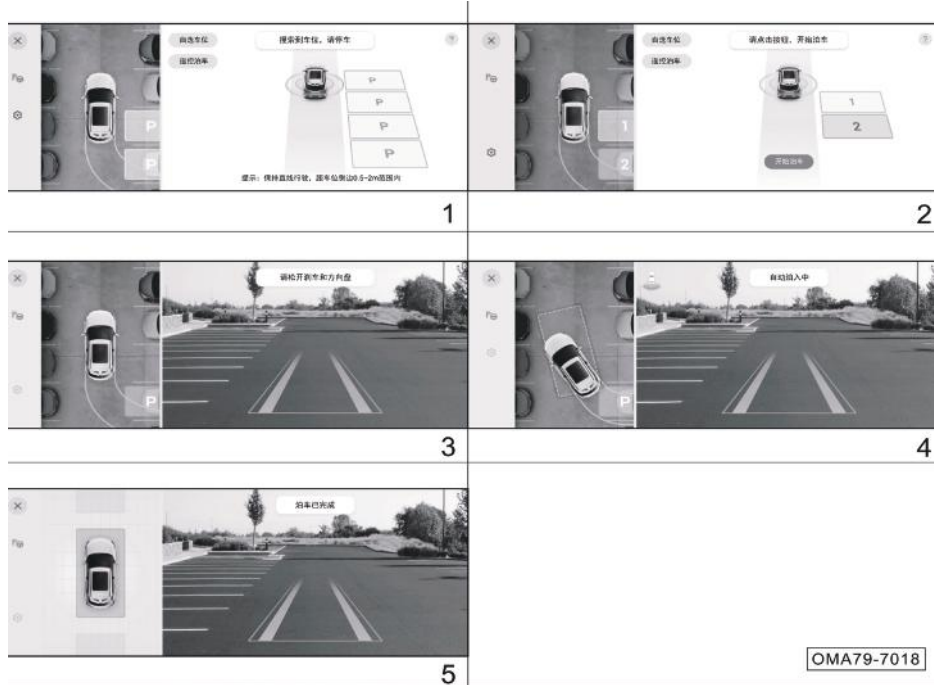 自选车位
搜索到车位，请停车
?
遥控泊车
P
P
P
P
P
P
提示：保持直线行驶，距车位侧边0.5-2m范围内
1
自选车位
请点击按钮，开始泊车
?
遥控泊车
1
2
1
2
开始泊车
2
请松开刹车和方向盘
P
3
自动泊入中
P
4
泊车已完成
5
OMA79-7018